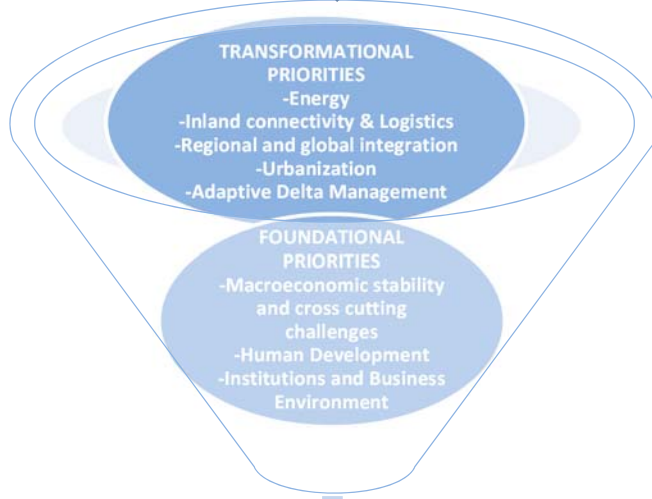 TRANSFORMATIONAL
PRIORITIES
-Energy
-Inland connectivity & Logistics
-Regional and global integration
-Urbanization
-Adaptive Delta Management
FOUNDATIONAL
PRIORITIES
-Macroeconomic stability
and cross cutting
challenges
-Human Development
-Institutions and Business
Environment